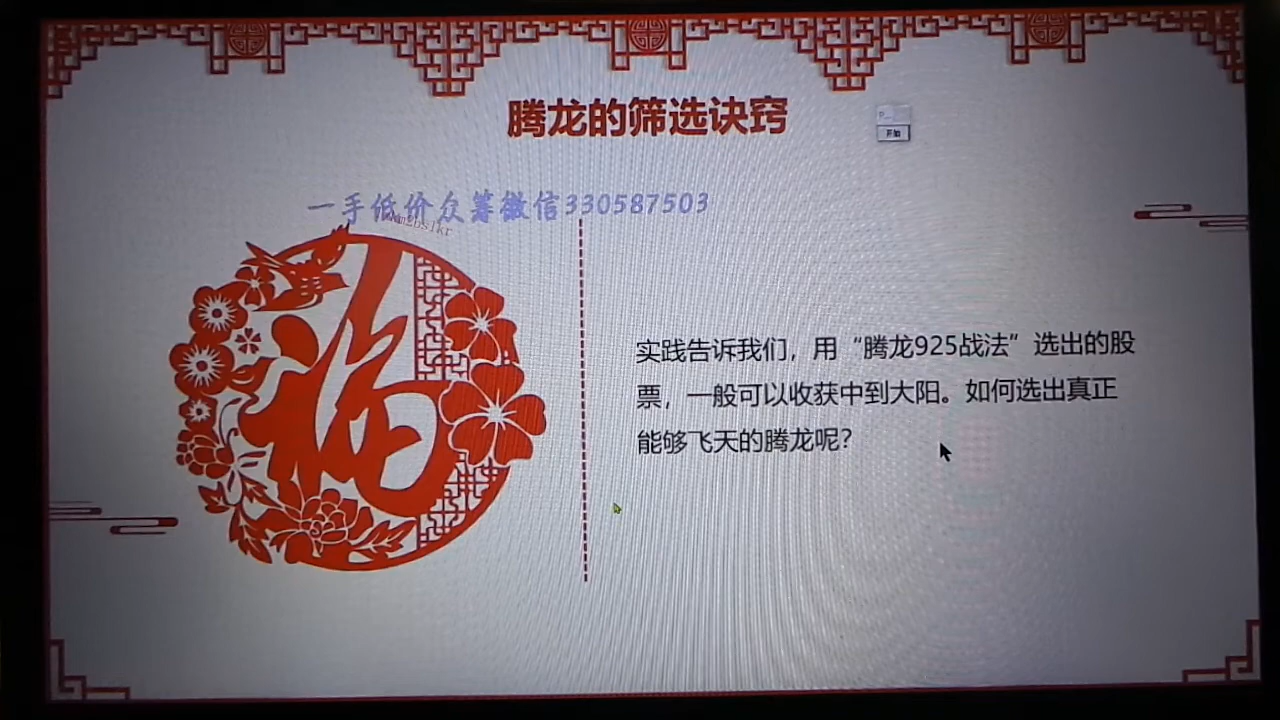 腾龙的筛选诀窍
开始
一手低价众筹微信330587503
福
实践告诉我们，用“腾龙925战法”选出的股
票，一般可以收获中到大阳。如何选出真正
能够飞天的腾龙呢？